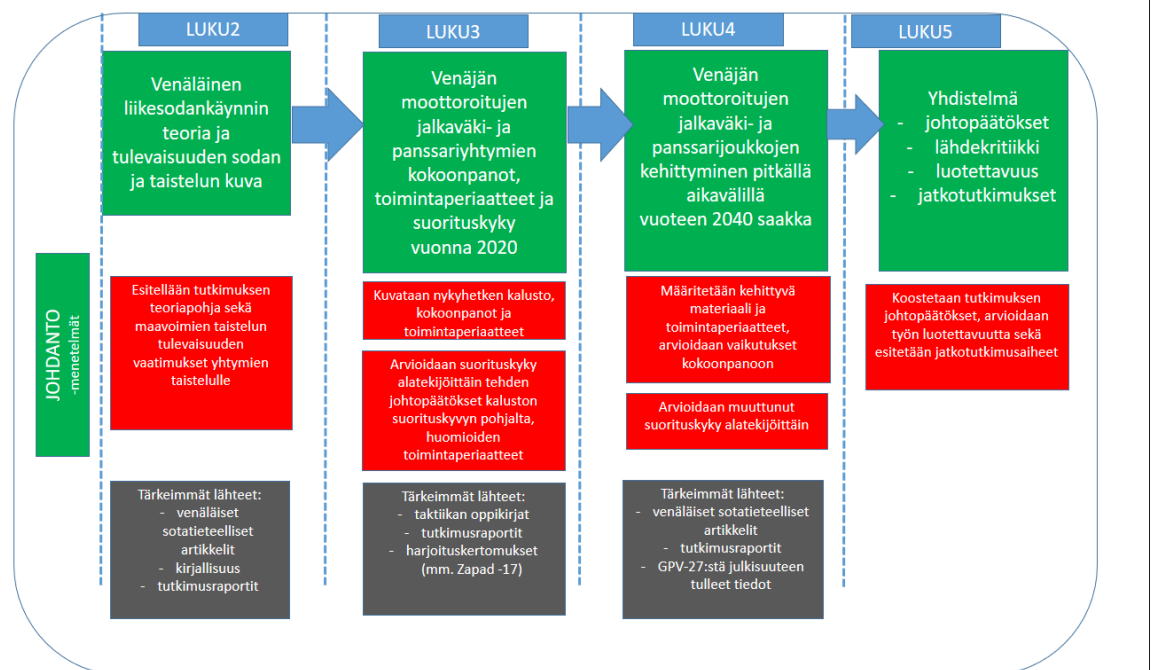 LUKU2
Venäläinen
liikesodankäynnin
teoria ja
tulevaisuuden sodan
ja taistelun kuva
LUKU3
Venäjän
moottoroitujen
jalkaväki- ja
panssariyhtymien
kokoonpanot,
toimintaperiaatteet ja
suorituskyky
vuonna 2020
LUKU4
Venäjän
moottoroitujen
jalkaväki- ja
panssarijoukkojen
kehittyminen pitkällä
aikavälillä
vuoteen 2040 saakka
LUKU5
Yhdistelmä
- johtopäätökset
- lähdekritiikki
- luotettavuus
- jatkotutkimukset
JOHDANTO
-menetelmät
Esitellään tutkimuksen
teoriapohja sekä
maavoimien taistelun
tulevaisuuden
vaatimukset yhtymien
taistelulle
Kuvataan nykyhetken kalusto,
kokoonpanot ja
toimintaperiaatteet
Arvioidaan suorituskyky
alatekijöittäin tehden
johtopäätökset kaluston
suorituskyvyn pohjalta,
huomioiden
toimintaperiaatteet
Määritetään kehittyvä
materiaali ja
toimintaperiaatteet,
arvioidaan vaikutukset
kokoonpanoon
Arvioidaan muuttunut
suorituskyky alatekijöittäin
Koostetaan tutkimuksen
johtopäätökset, arvioidaan
työn luotettavuutta sekä
esitetään jatkotutkimusaiheet
Tärkeimmät lähteet:
- venäläiset
sotatieteelliset
artikkelit
- kirjallisuus
- tutkimusraportit
Tärkeimmät lähteet:
- taktiikan oppikirjat
- tutkimusraportit
- harjoituskertomukset
(mm. Zapad -17)
Tärkeimmät lähteet:
- venäläiset sotatieteelliset
artikkelit
- tutkimusraportit
- GPV-27:stä julkisuuteen
tulleet tiedot